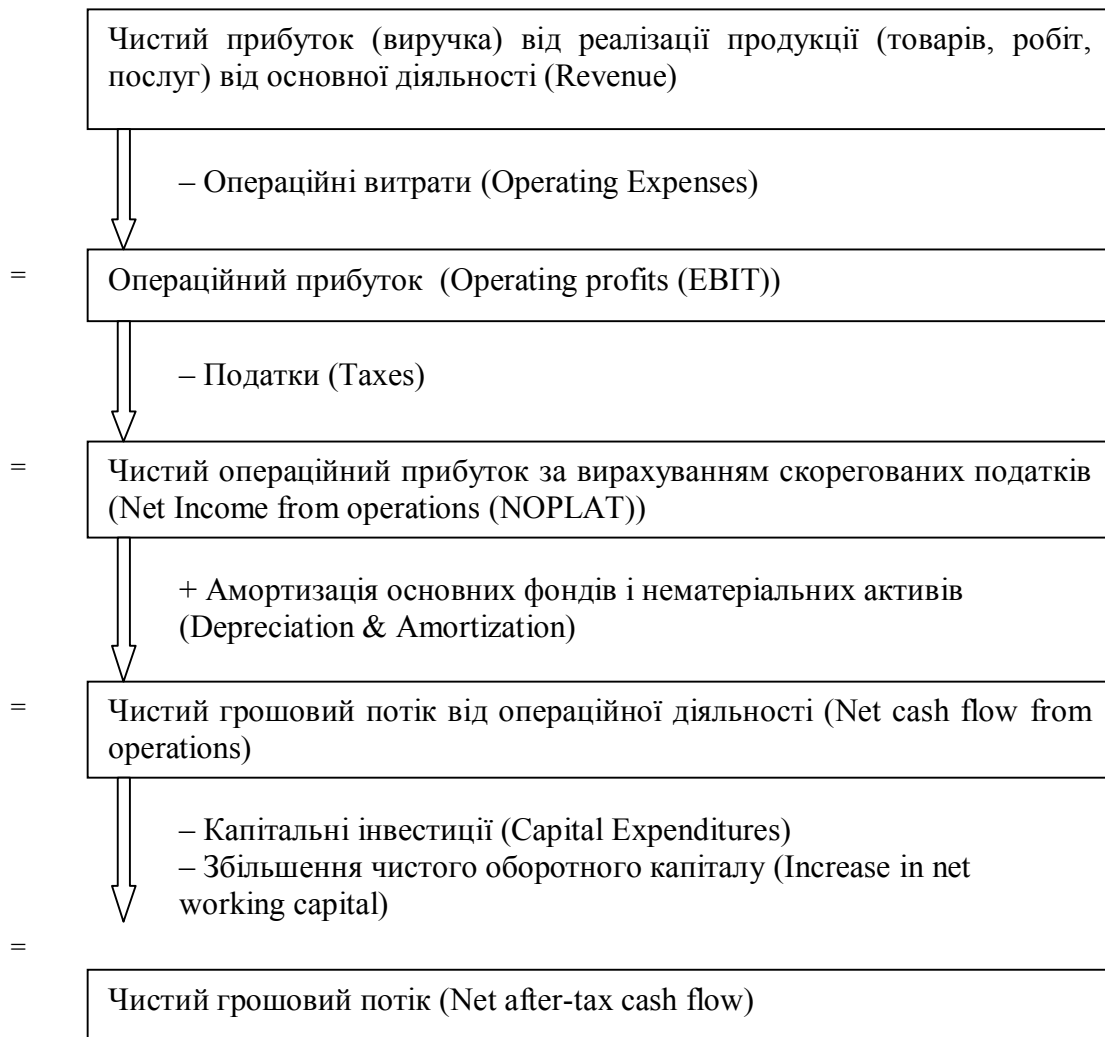 Чистий прибуток (виручка) від реалізації продукції (товарів, робіт,
послуг) від основної діяльності (Revenue)
– Операційні витрати (Operating Expenses)
= Операційний прибуток (Operating profits (EBIT))
– Податки (Taxes)
= Чистий операційний прибуток за вирахуванням скорегованих податків
(Net Income from operations (NOPLAT))
+ Амортизація основних фондів і нематеріальних активів
(Depreciation & Amortization)
= Чистий грошовий потік від операційної діяльності (Net cash flow from
operations)
– Капітальні інвестиції (Capital Expenditures)
– Збільшення чистого оборотного капіталу (Increase in net
working capital)
=
Чистий грошовий потік (Net after-tax cash flow)